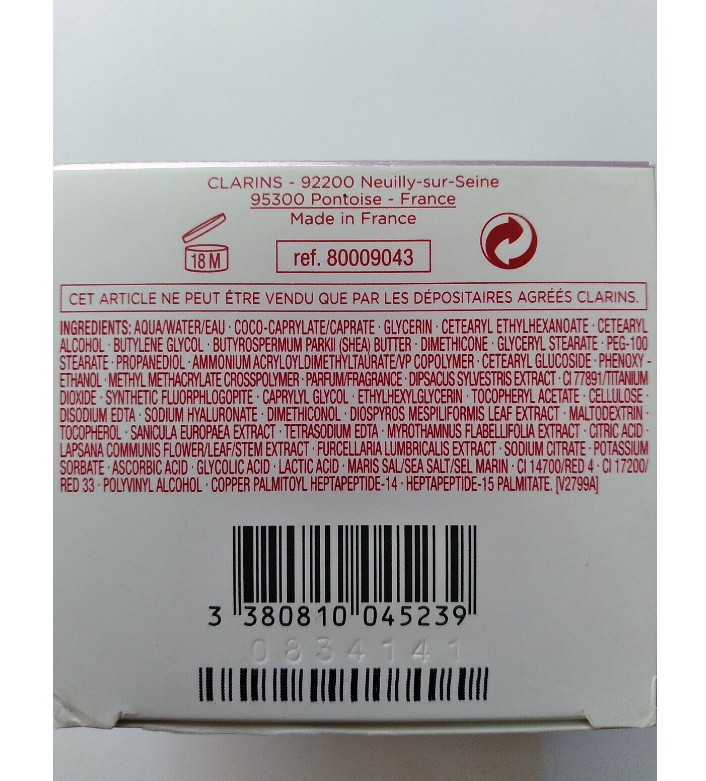 CLARINS - 92200 Neuilly-sur-Seine
95300 Pontoise - France
Made in France
18 M
ref. 80009043
CET ARTICLE NE PEUT ÊTRE VENDU QUE PAR LES DÉPOSITAIRES AGRÉÉS CLARINS.
INGREDIENTS: AQUA/WATER/EAU · COCO-CAPRYLATE/CAPRATE · GLYCERIN · CETEARYL ETHYLHEXANOATE · CETEARYL
ALCOHOL · BUTYLENE GLYCOL · BUTYROSPERMUM PARKII (SHEA) BUTTER · DIMETHICONE · GLYCERYL STEARATE · PEG-100
STEARATE · PROPANEDIOL · AMMONIUM ACRYLOYLDIMETHYLTAURATE/VP COPOLYMER · CETEARYL GLUCOSIDE · PHENOXY-
ETHANOL · METHYL METHACRYLATE CROSSPOLYMER · PARFUM/FRAGRANCE · DIPSACUS SYLVESTRIS EXTRACT · CI 77891/TITANIUM
DIOXIDE · SYNTHETIC FLUORPHLOGOPITE · CAPRYLYL GLYCOL · ETHYLHEXYLGLYCERIN · TOCOPHERYL ACETATE · CELLULOSE ·
DISODIUM EDTA · SODIUM HYALURONATE · DIMETHICONOL · DIOSPYROS MESPILIFORMIS LEAF EXTRACT · MALTODEXTRIN ·
TOCOPHEROL · SANICULA EUROPAEA EXTRACT · TETRASODIUM EDTA · MYROTHAMNUS FLABELLIFOLIA EXTRACT · CITRIC ACID ·
LAPSANA COMMUNIS FLOWER/LEAF/STEM EXTRACT · FURCELLARIA LUMBRICALIS EXTRACT · SODIUM CITRATE · POTASSIUM
SORBATE · ASCORBIC ACID · GLYCOLIC ACID · LACTIC ACID · MARIS SAL/SEA SALT/SEL MARIN · CI 14700/RED 4 · CI 17200/
RED 33 · POLYVINYL ALCOHOL · COPPER PALMITOYL HEPTAPEPTIDE-14 · HEPTAPEPTIDE-15 PALMITATE. [V2799A]
3 380810 045239
0834141